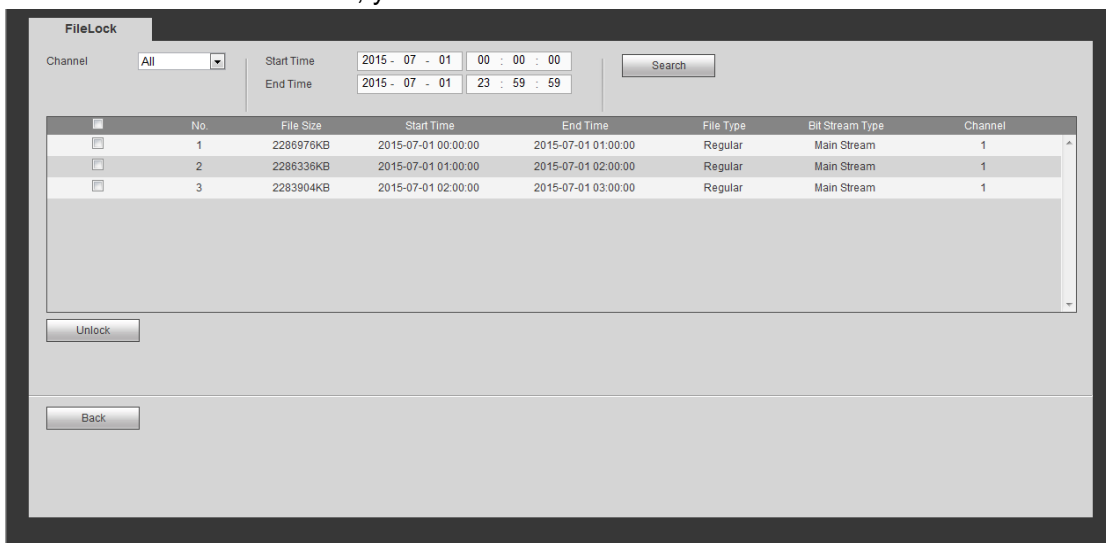 FileLock
Channel All Start Time 2015 - 07 - 01 00 : 00 : 00 Search
End Time 2015 - 07 - 01 23 : 59 : 59
No. File Size Start Time End Time File Type Bit Stream Type Channel
1 2286976KB 2015-07-01 00:00:00 2015-07-01 01:00:00 Regular Main Stream 1
2 2286336KB 2015-07-01 01:00:00 2015-07-01 02:00:00 Regular Main Stream 1
3 2283904KB 2015-07-01 02:00:00 2015-07-01 03:00:00 Regular Main Stream 1
Unlock
Back